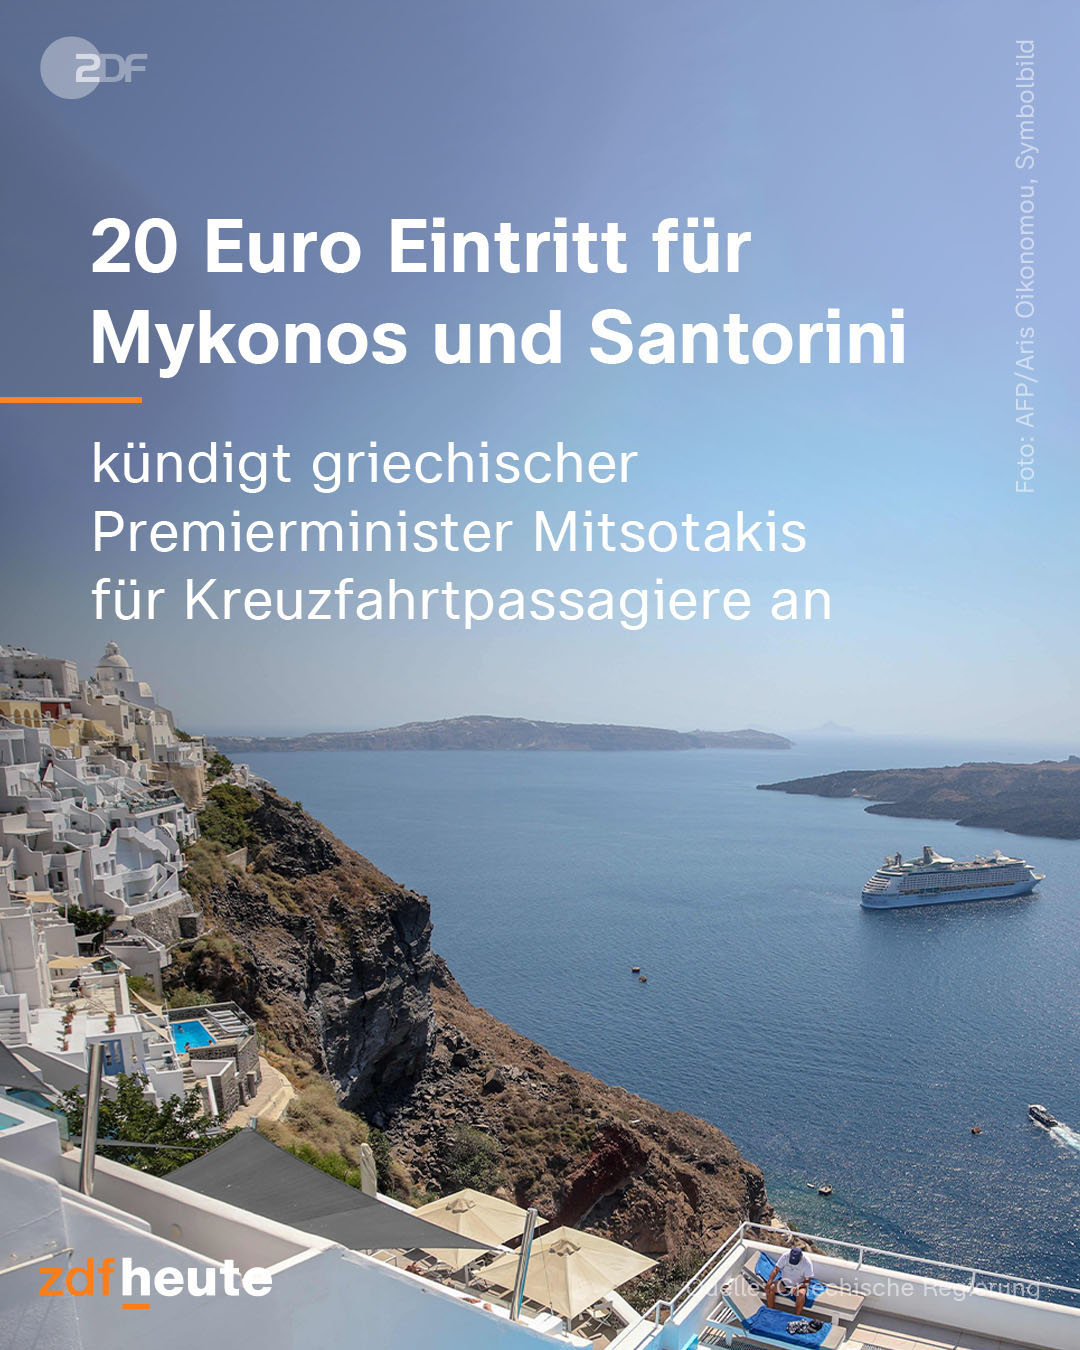 ZDF
Foto: AFP/Aris Oikonomou, Symbolbild
20 Euro Eintritt für
Mykonos und Santorini
kündigt griechischer
Premierminister Mitsotakis
für Kreuzfahrtpassagiere an
zdfheute
Quelle: Griechische Regierung